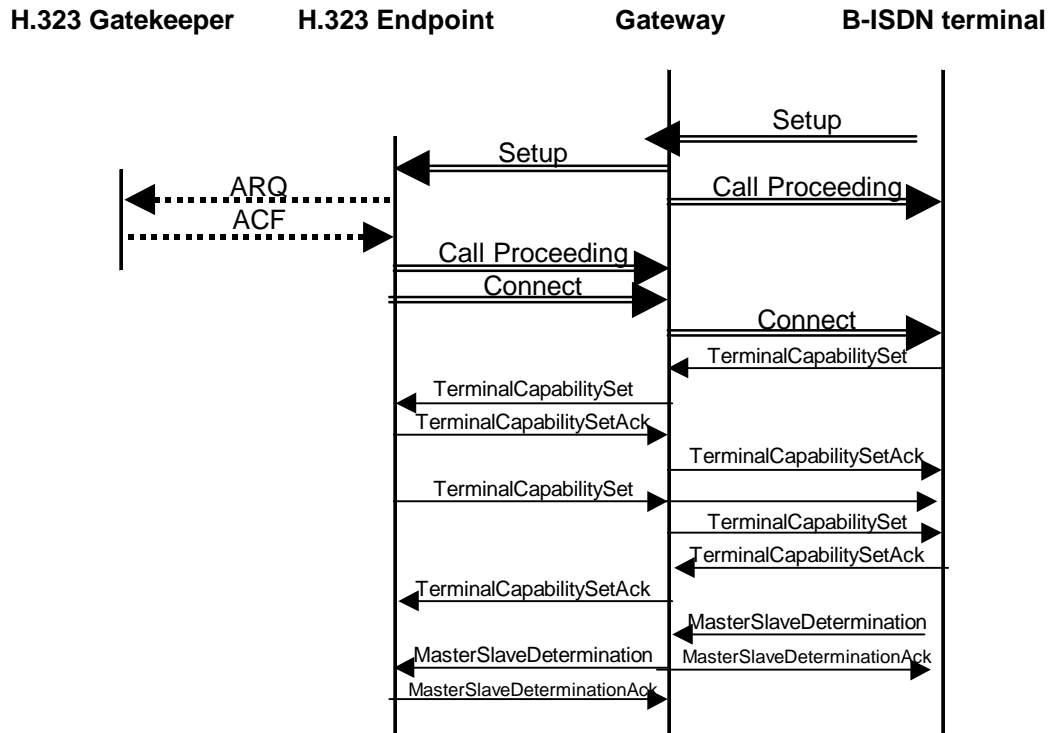 H.323 Gatekeeper H.323 Endpoint Gateway B-ISDN terminal
Setup
Setup
ARQ
Call Proceeding
ACF
Call Proceeding
Connect
Connect
TerminalCapabilitySet
TerminalCapabilitySet
TerminalCapabilitySetAck
TerminalCapabilitySetAck
TerminalCapabilitySet
TerminalCapabilitySet
TerminalCapabilitySetAck
TerminalCapabilitySetAck
MasterSlaveDetermination
MasterSlaveDetermination
MasterSlaveDeterminationAck
MasterSlaveDeterminationAck